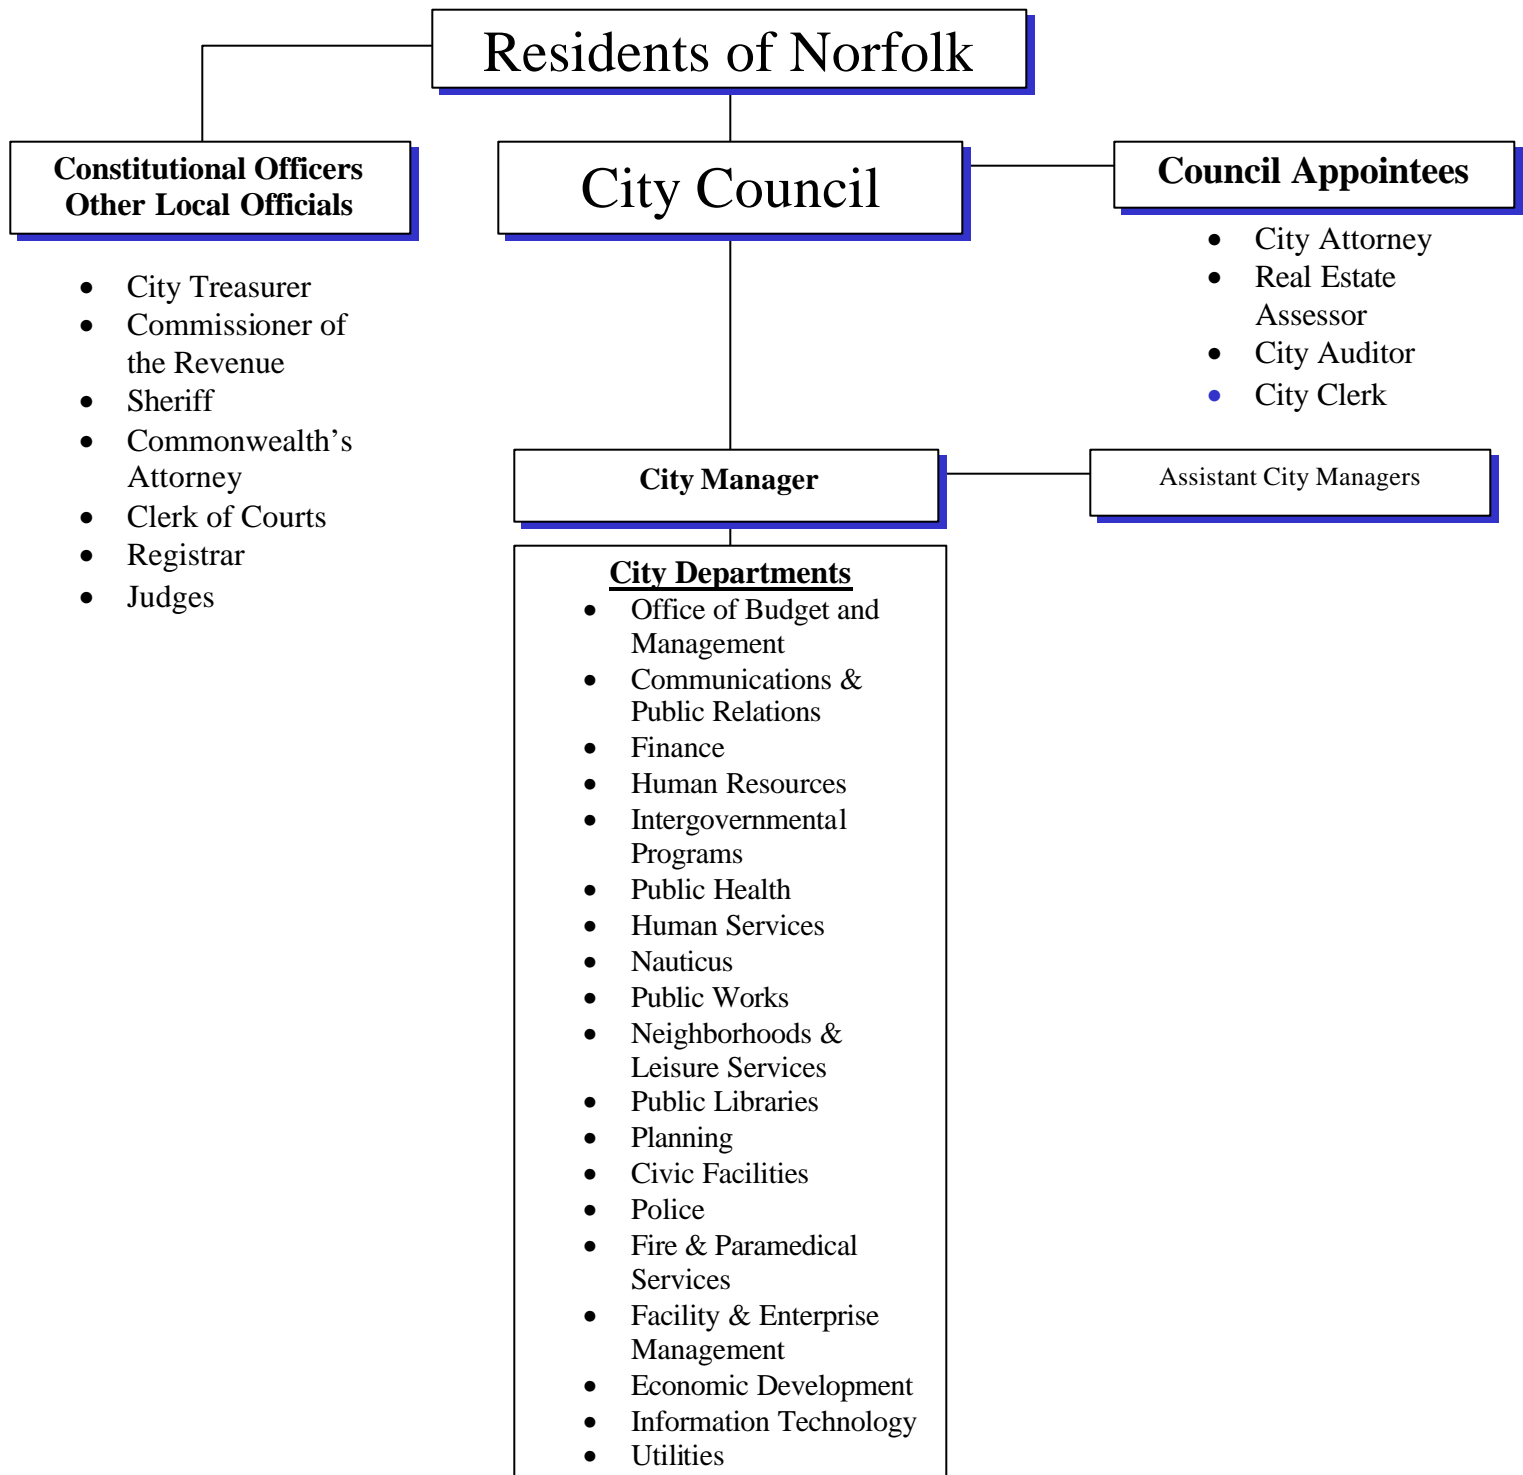 Residents of Norfolk
Constitutional Officers
Other Local Officials
• City Treasurer
• Commissioner of
the Revenue
• Sheriff
• Commonwealth’s
Attorney
• Clerk of Courts
• Registrar
• Judges
City Council
Council Appointees
• City Attorney
• Real Estate
Assessor
• City Auditor
• City Clerk
City Manager
Assistant City Managers
City Departments
• Office of Budget and
Management
• Communications &
Public Relations
• Finance
• Human Resources
• Intergovernmental
Programs
• Public Health
• Human Services
• Nauticus
• Public Works
• Neighborhoods &
Leisure Services
• Public Libraries
• Planning
• Civic Facilities
• Police
• Fire & Paramedical
Services
• Facility & Enterprise
Management
• Economic Development
• Information Technology
• Utilities